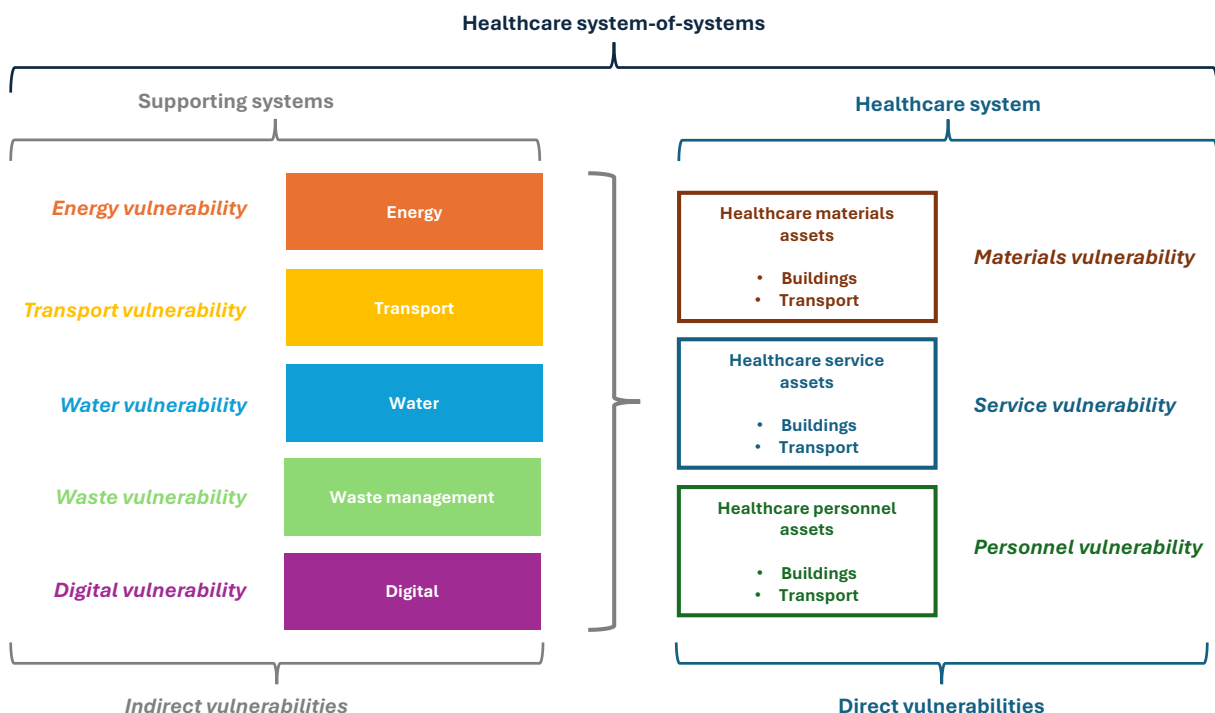 Healthcare system-of-systems
Supporting systems
Healthcare system
Energy vulnerability
Energy
Transport vulnerability
Transport
Water vulnerability
Water
Waste vulnerability
Waste management
Digital vulnerability
Digital
Indirect vulnerabilities
Healthcare materials
assets
• Buildings
• Transport
Materials vulnerability
Healthcare service
assets
• Buildings
• Transport
Service vulnerability
Healthcare personnel
assets
• Buildings
• Transport
Personnel vulnerability
Direct vulnerabilities